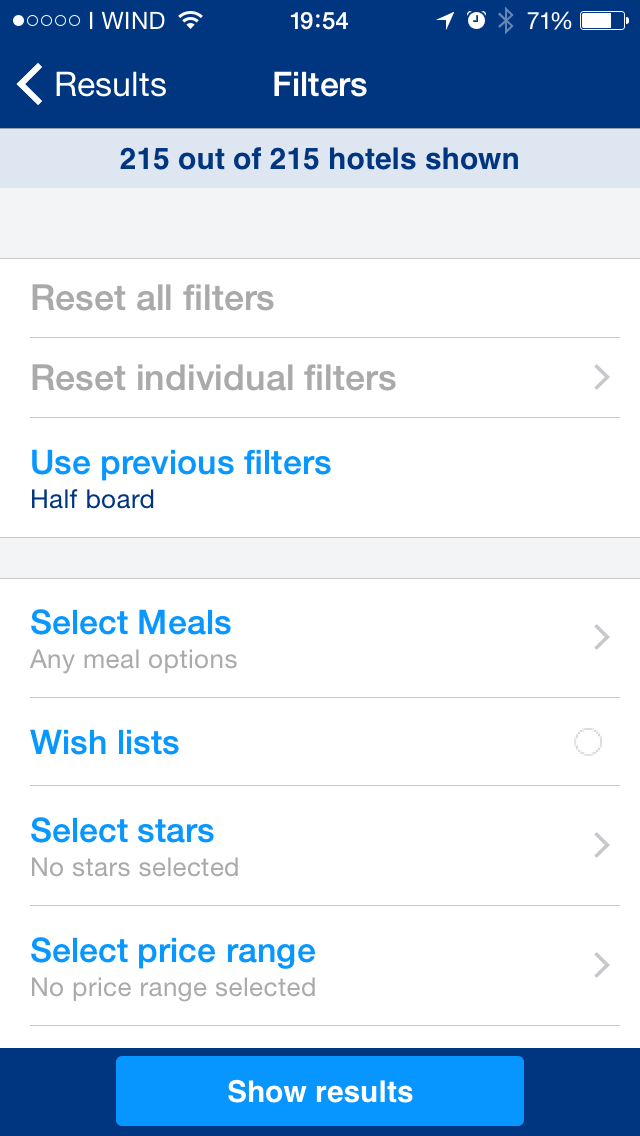 I WIND 19:54 71%
Results Filters
215 out of 215 hotels shown
Reset all filters
Reset individual filters
Use previous filters
Half board
Select Meals
Any meal options
Wish lists
Select stars
No stars selected
Select price range
No price range selected
Show results